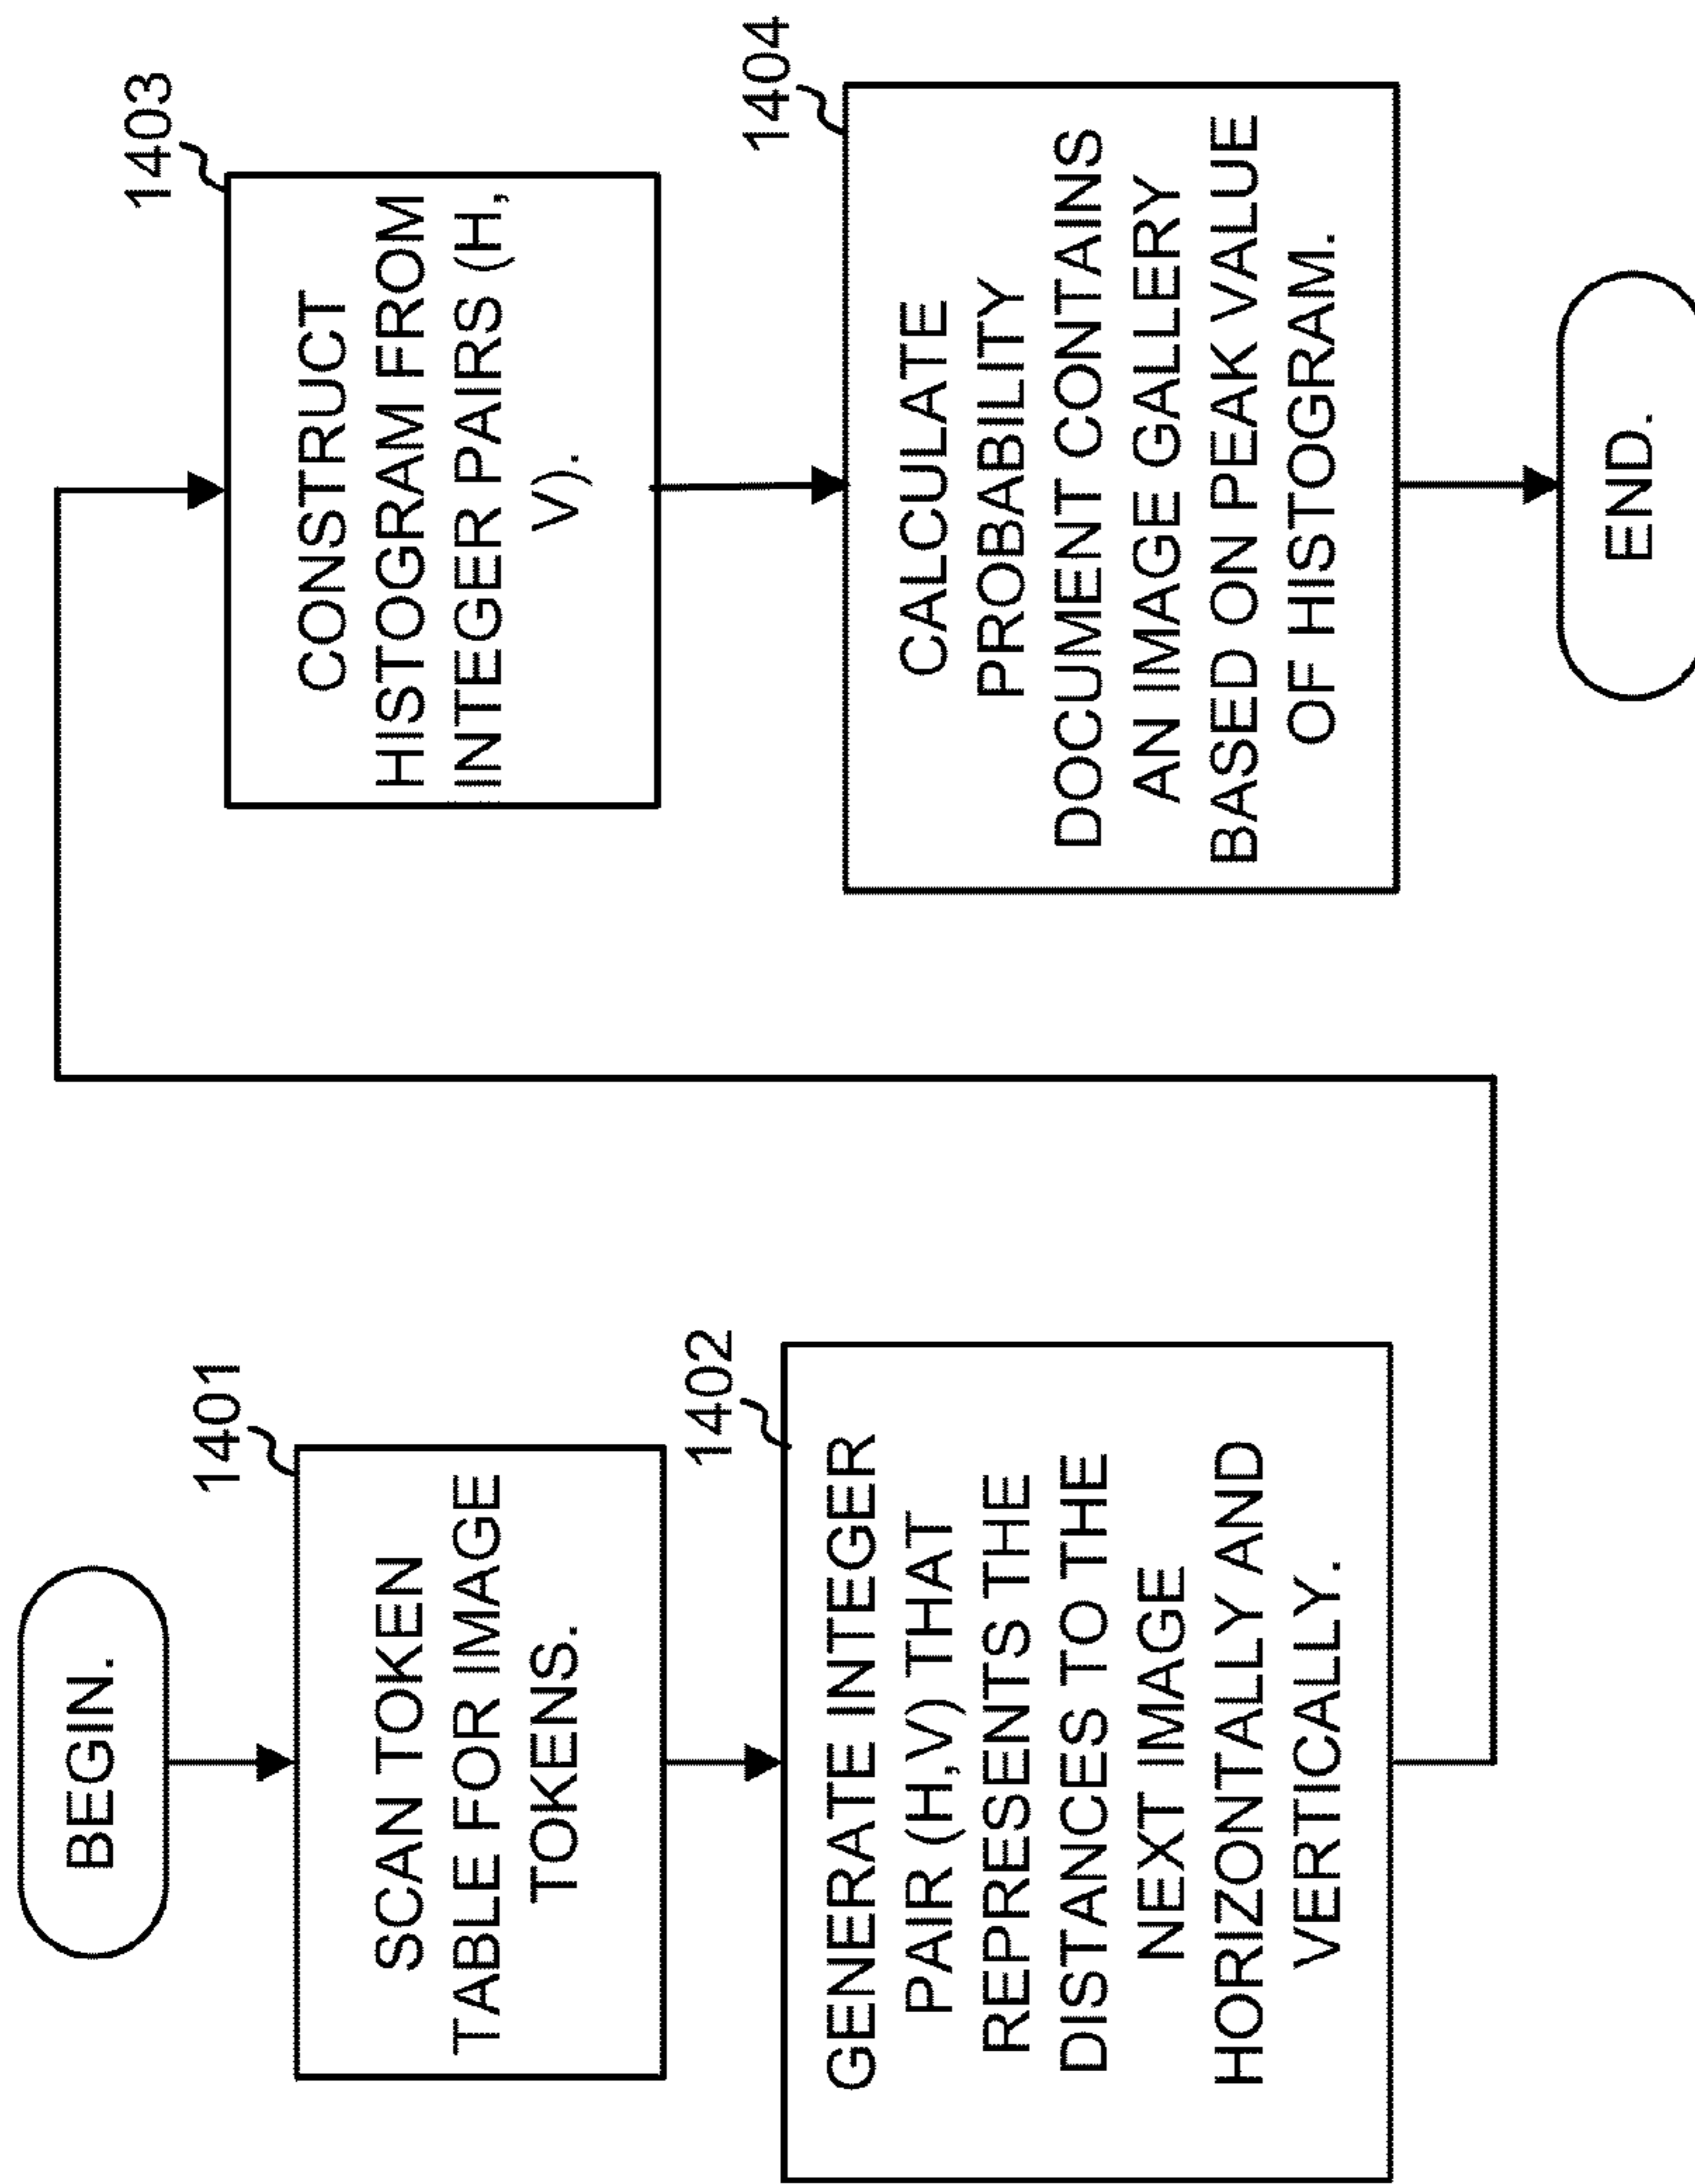 BEGIN.
1401
SCAN TOKEN
TABLE FOR IMAGE
TOKENS.
1402
GENERATE INTEGER
PAIR (H,V) THAT
REPRESENTS THE
DISTANCES TO THE
NEXT IMAGE
HORIZONTALLY AND
VERTICALLY.
1403
CONSTRUCT
HISTOGRAM FROM
INTEGER PAIRS (H,
V).
1404
CALCULATE
PROBABILITY
DOCUMENT CONTAINS
AN IMAGE GALLERY
BASED ON PEAK VALUE
OF HISTOGRAM.
END.